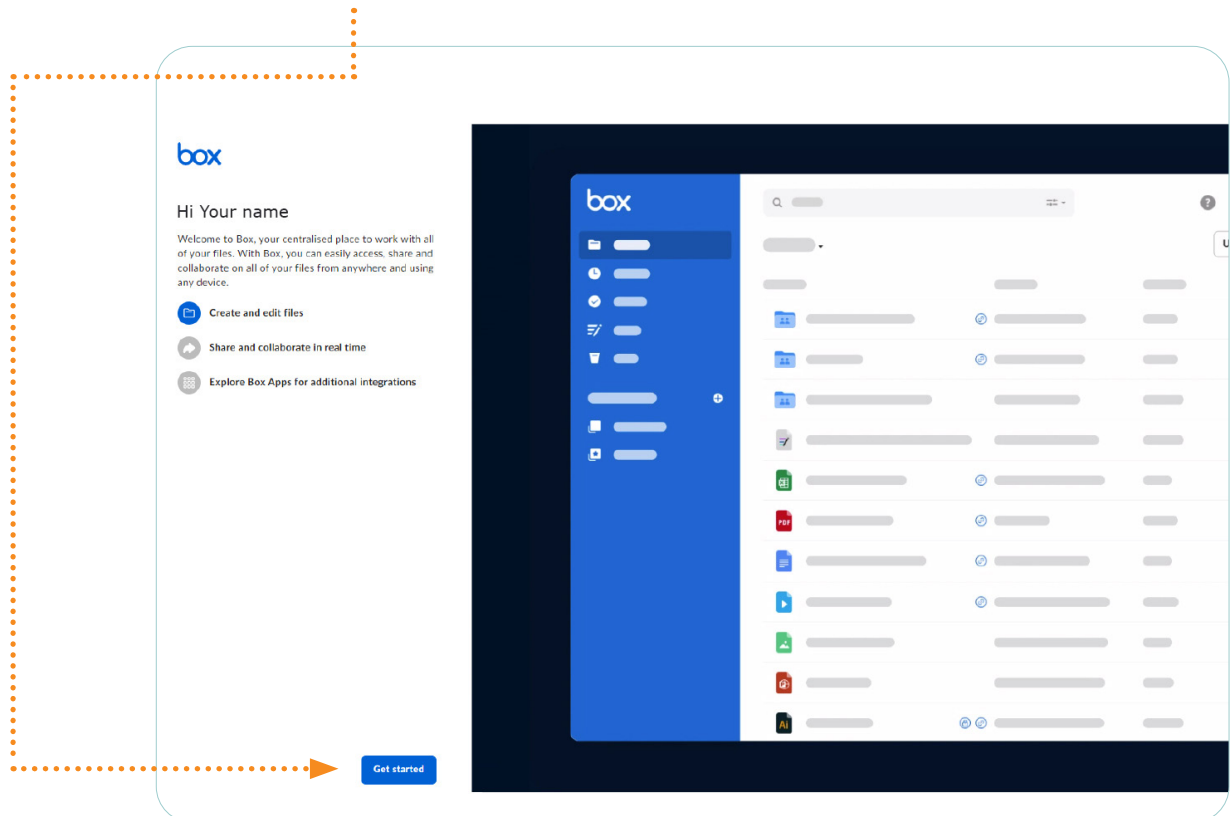 box
Hi Your name
Welcome to Box, your centralised place to work with all
of your files. With Box, you can easily access, share and
collaborate on all of your files from anywhere and using
any device.
Create and edit files
Share and collaborate in real time
Explore Box Apps for additional integrations
Get started
box
?
U
PDF
Ai